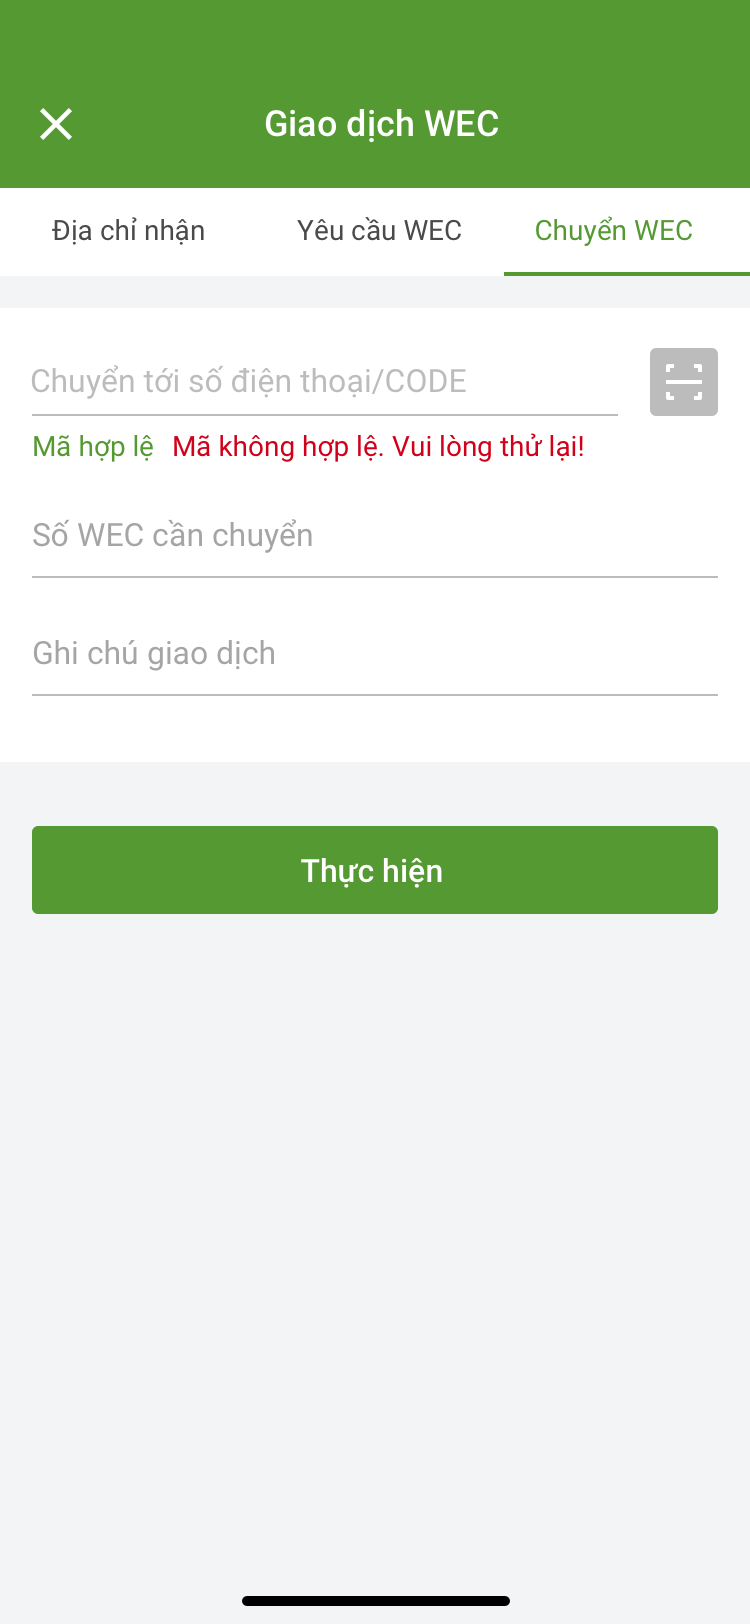 Giao dịch WEC
Địa chỉ nhận Yêu cầu WEC Chuyển WEC
Chuyển tới số điện thoại/CODE
Mã hợp lệ Mã không hợp lệ. Vui lòng thử lại!
Số WEC cần chuyển
Ghi chú giao dịch
Thực hiện